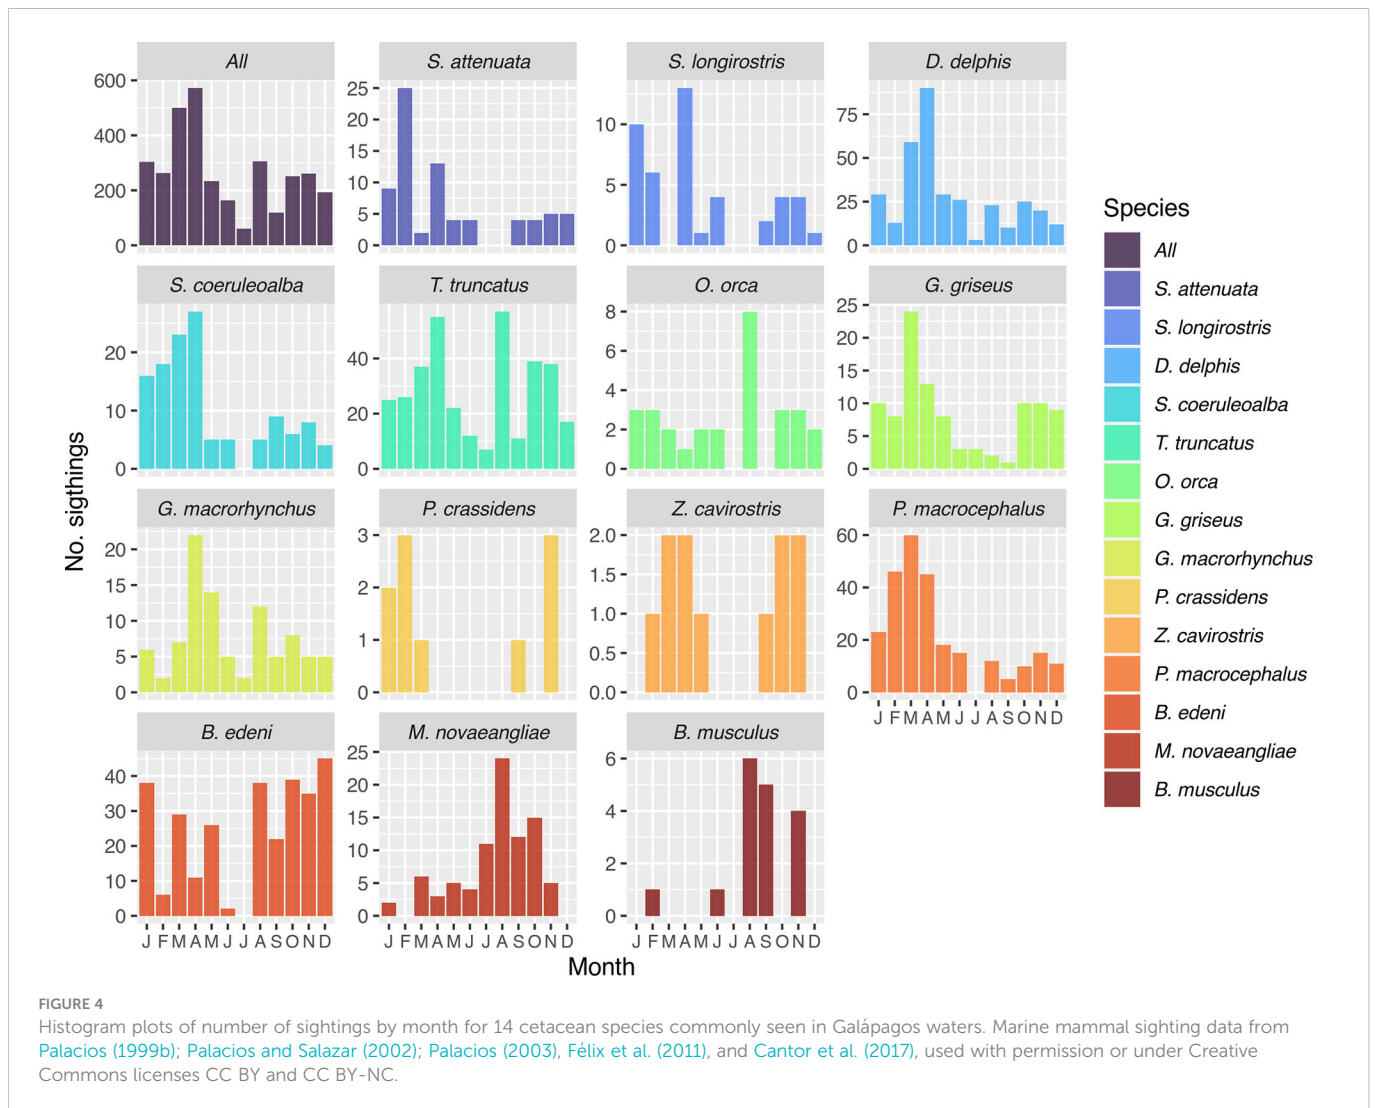 All
S. attenuata
S. longirostris
D. delphis
600
400
200
0
25
20
15
10
5
0
10
5
0
75
50
25
0
S. coeruleoalba
T. truncatus
O. orca
G. griseus
20
10
0
40
20
0
8
6
4
2
0
25
20
15
10
5
0
G. macrorhynchus
P. crassidens
Z. cavirostris
P. macrocephalus
20
15
10
5
0
3
2
1
0
2.0
1.5
1.0
0.5
0.0
60
40
20
0
J F M A M J J A S O N D
B. edeni
M. novaeangliae
B. musculus
40
30
20
10
0
25
20
15
10
5
0
6
4
2
0
J F M A M J J A S O N D
J F M A M J J A S O N D
J F M A M J J A S O N D
No. sigthings
Month
Species
All
S. attenuata
S. longirostris
D. delphis
S. coeruleoalba
T. truncatus
O. orca
G. griseus
G. macrorhynchus
P. crassidens
Z. cavirostris
P. macrocephalus
B. edeni
M. novaeangliae
B. musculus
FIGURE 4
Histogram plots of number of sightings by month for 14 cetacean species commonly seen in Galápagos waters. Marine mammal sighting data from
Palacios (1999b); Palacios and Salazar (2002); Palacios (2003), Félix et al. (2011), and Cantor et al. (2017), used with permission or under Creative
Commons licenses CC BY and CC BY-NC.